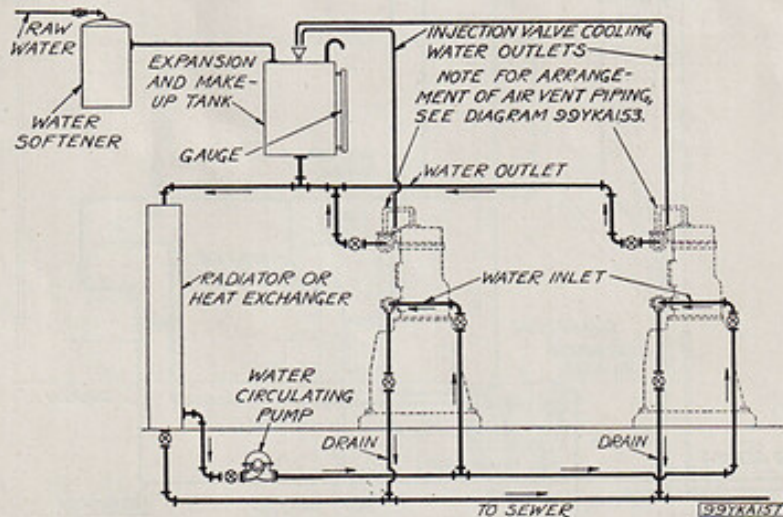 RAW
WATER
WATER
SOFTENER
EXPANSION
AND MAKE-
UP TANK
GAUGE
INJECTION VALVE COOLING
WATER OUTLETS
NOTE FOR ARRANGE-
MENT OF AIR VENT PIPING,
SEE DIAGRAM 99YKA153.
WATER OUTLET
RADIATOR OR
HEAT EXCHANGER
WATER INLET
WATER
CIRCULATING
PUMP
DRAIN
DRAIN
TO SEWER
99YKA157